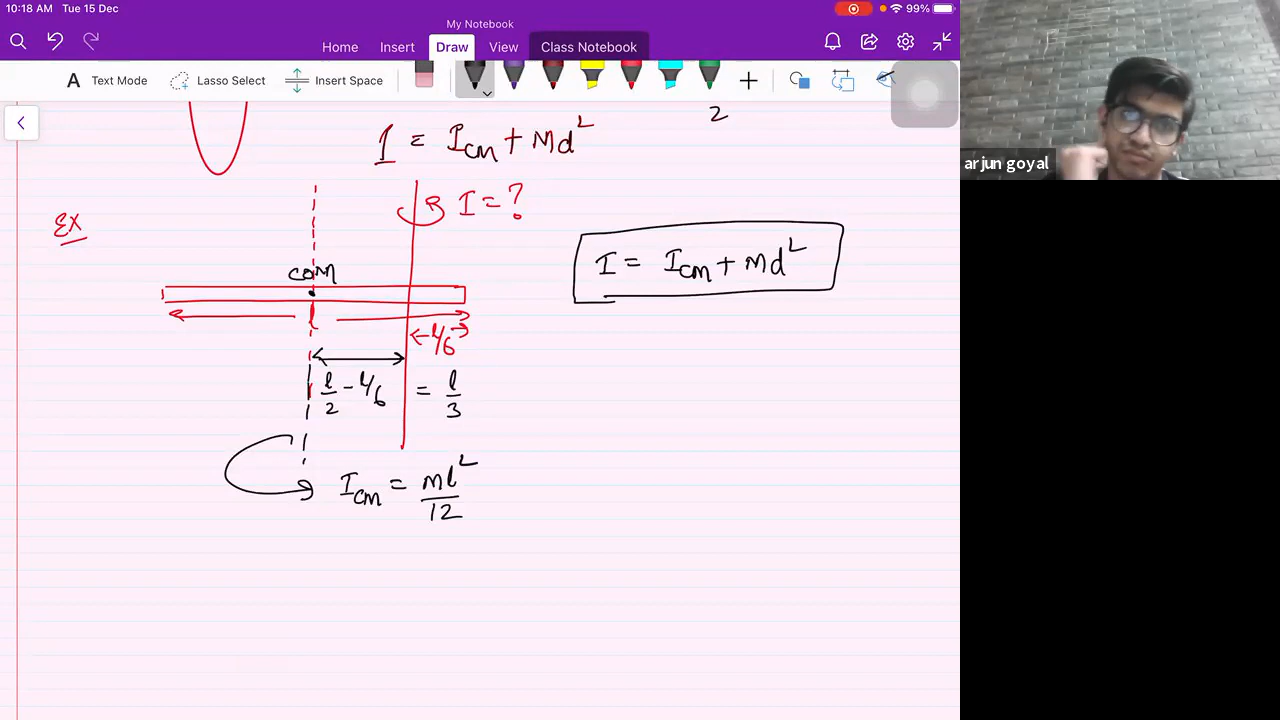 10:18 AM Tue 15 Dec
99%
My Notebook
Home Insert Draw View Class Notebook
Text Mode Lasso Select Insert Space
2
I = Icm + Md²
Ex
I = ?
com
I = Icm + Md²
l
l/6
l/2 - l/6 = l/3
Icm = Ml²/12
arjun goyal